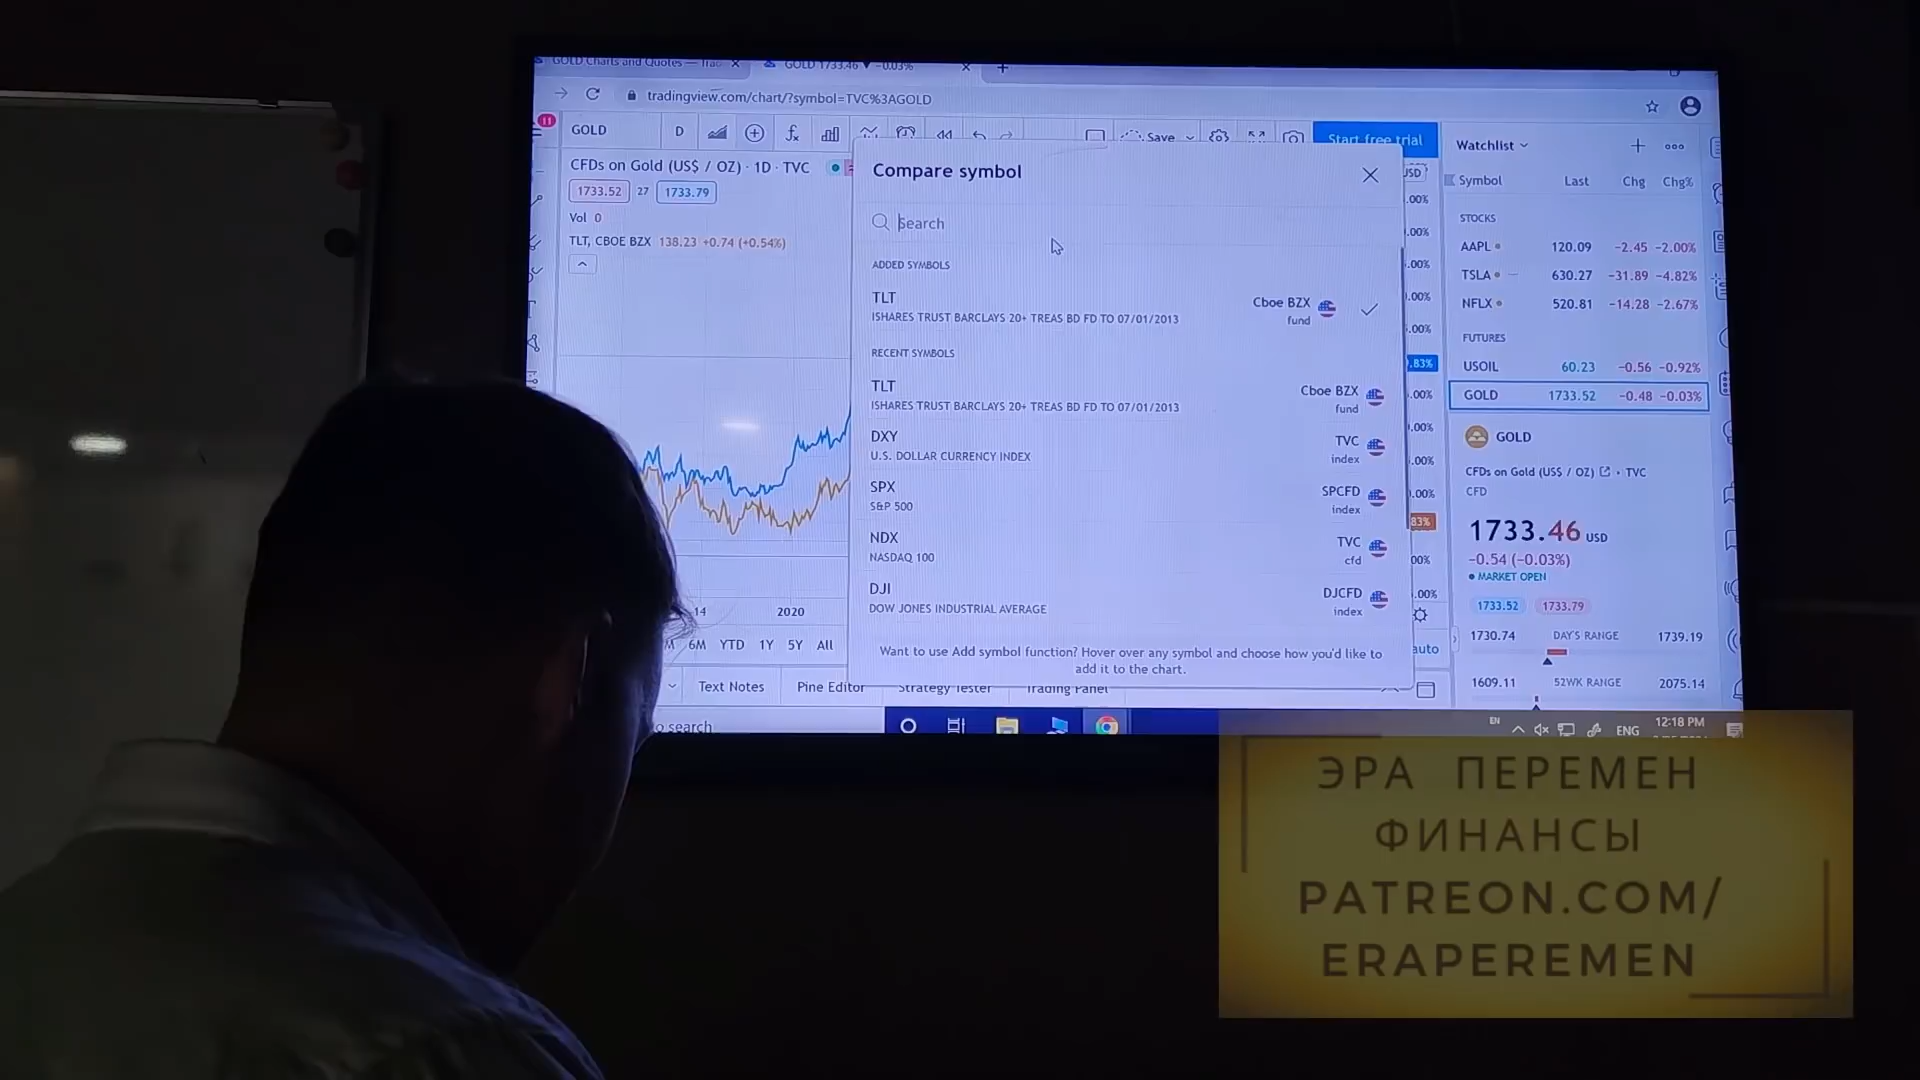 GOLD Charts and Quotes —
GOLD 1733.46 ▼ −0.03%
tradingview.com/chart/?symbol=TVC%3AGOLD
11
GOLD
D
Save
Start free trial
CFDs on Gold (US$ / OZ) · 1D · TVC
1733.52 27 1733.79
Vol 0
TLT, CBOE BZX 138.23 +0.74 (+0.54%)
Compare symbol
Search
ADDED SYMBOLS
TLT
ISHARES TRUST BARCLAYS 20+ TREAS BD FD TO 07/01/2013
Cboe BZX
fund
RECENT SYMBOLS
TLT
ISHARES TRUST BARCLAYS 20+ TREAS BD FD TO 07/01/2013
Cboe BZX
fund
DXY
U.S. DOLLAR CURRENCY INDEX
TVC
index
SPX
S&P 500
SPCFD
index
NDX
NASDAQ 100
TVC
cfd
DJI
DOW JONES INDUSTRIAL AVERAGE
DJCFD
index
Want to use Add symbol function? Hover over any symbol and choose how you'd like to
add it to the chart.
14 2020
6M YTD 1Y 5Y All
auto
Text Notes Pine Editor Strategy Tester Trading Panel
Watchlist
Symbol Last Chg Chg%
STOCKS
AAPL 120.09 −2.45 −2.00%
TSLA 630.27 −31.89 −4.82%
NFLX 520.81 −14.28 −2.67%
FUTURES
USOIL 60.23 −0.56 −0.92%
GOLD 1733.52 −0.48 −0.03%
GOLD
CFDs on Gold (US$ / OZ) • TVC
CFD
1733.46 USD
−0.54 (−0.03%)
MARKET OPEN
1733.52 1733.79
1730.74 DAY'S RANGE 1739.19
1609.11 52WK RANGE 2075.14
o search
EN
ENG
12:18 PM
ЭРА ПЕРЕМЕН
ФИНАНСЫ
PATREON.COM/
ERAPEREMEN